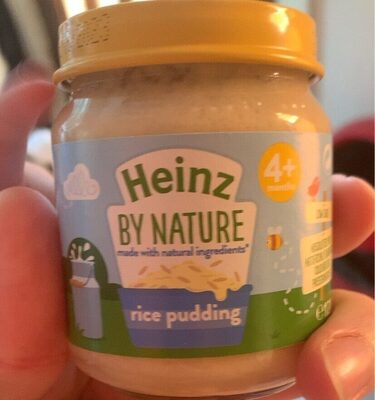 Heinz
BY NATURE
made with natural ingredients*
rice pudding
4+
months